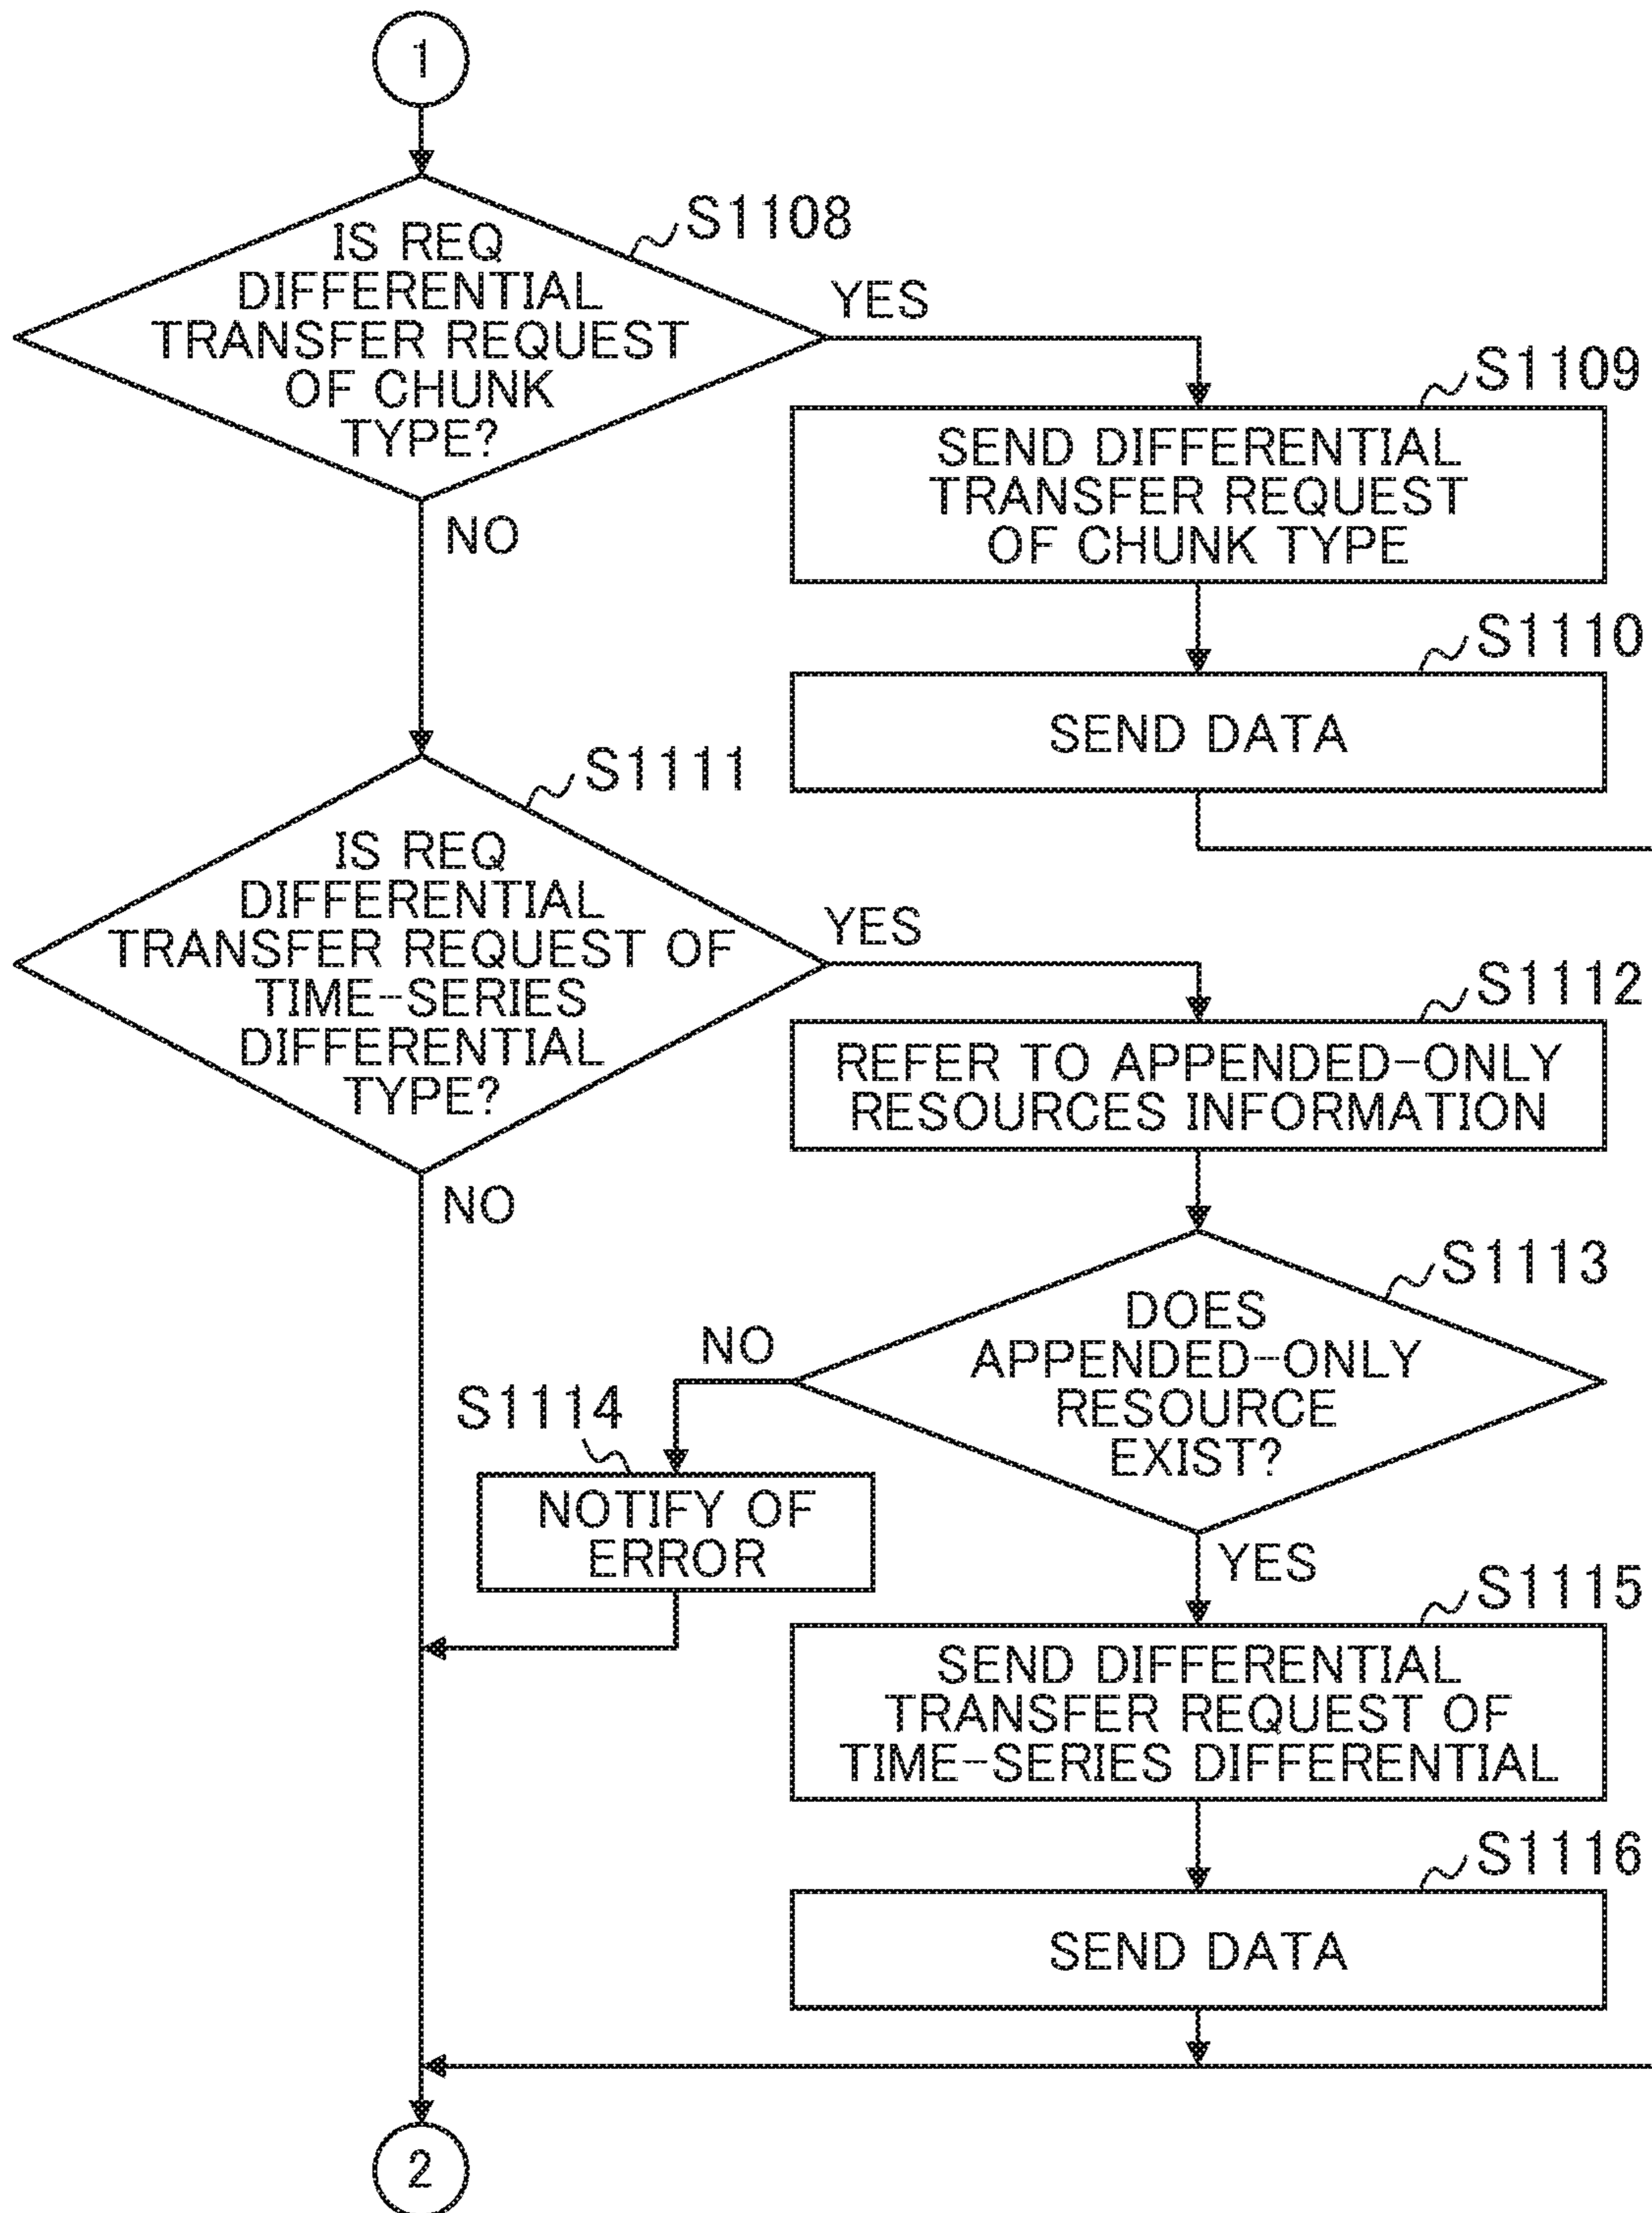 1
S1108
IS REQ
DIFFERENTIAL
TRANSFER REQUEST
OF CHUNK
TYPE?
YES
NO
S1109
SEND DIFFERENTIAL
TRANSFER REQUEST
OF CHUNK TYPE
S1110
SEND DATA
S1111
IS REQ
DIFFERENTIAL
TRANSFER REQUEST OF
TIME-SERIES
DIFFERENTIAL
TYPE?
YES
NO
S1112
REFER TO APPENDED-ONLY
RESOURCES INFORMATION
S1113
DOES
APPENDED-ONLY
RESOURCE
EXIST?
NO
S1114
NOTIFY OF
ERROR
YES
S1115
SEND DIFFERENTIAL
TRANSFER REQUEST OF
TIME-SERIES DIFFERENTIAL
S1116
SEND DATA
2